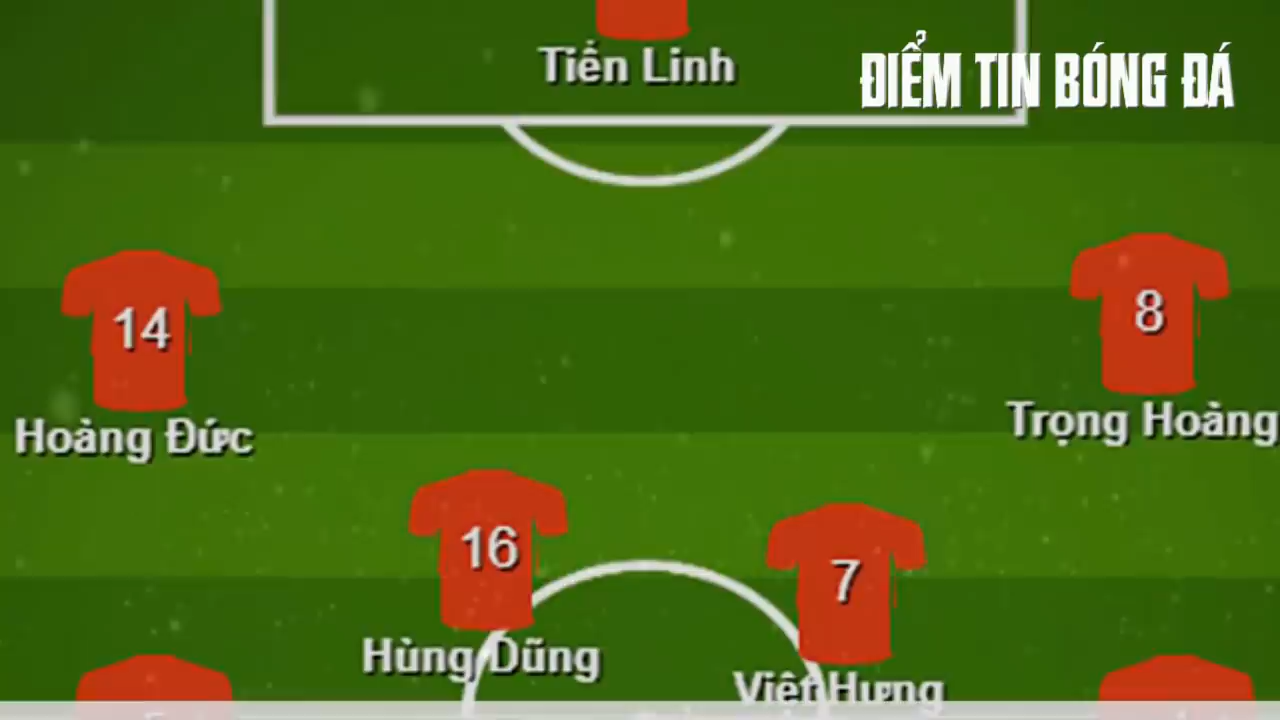 Tiến Linh
ĐIỂM TIN BÓNG ĐÁ
14
8
Hoàng Đức
Trọng Hoàng
16
7
Hùng Dũng
Việt Hưng